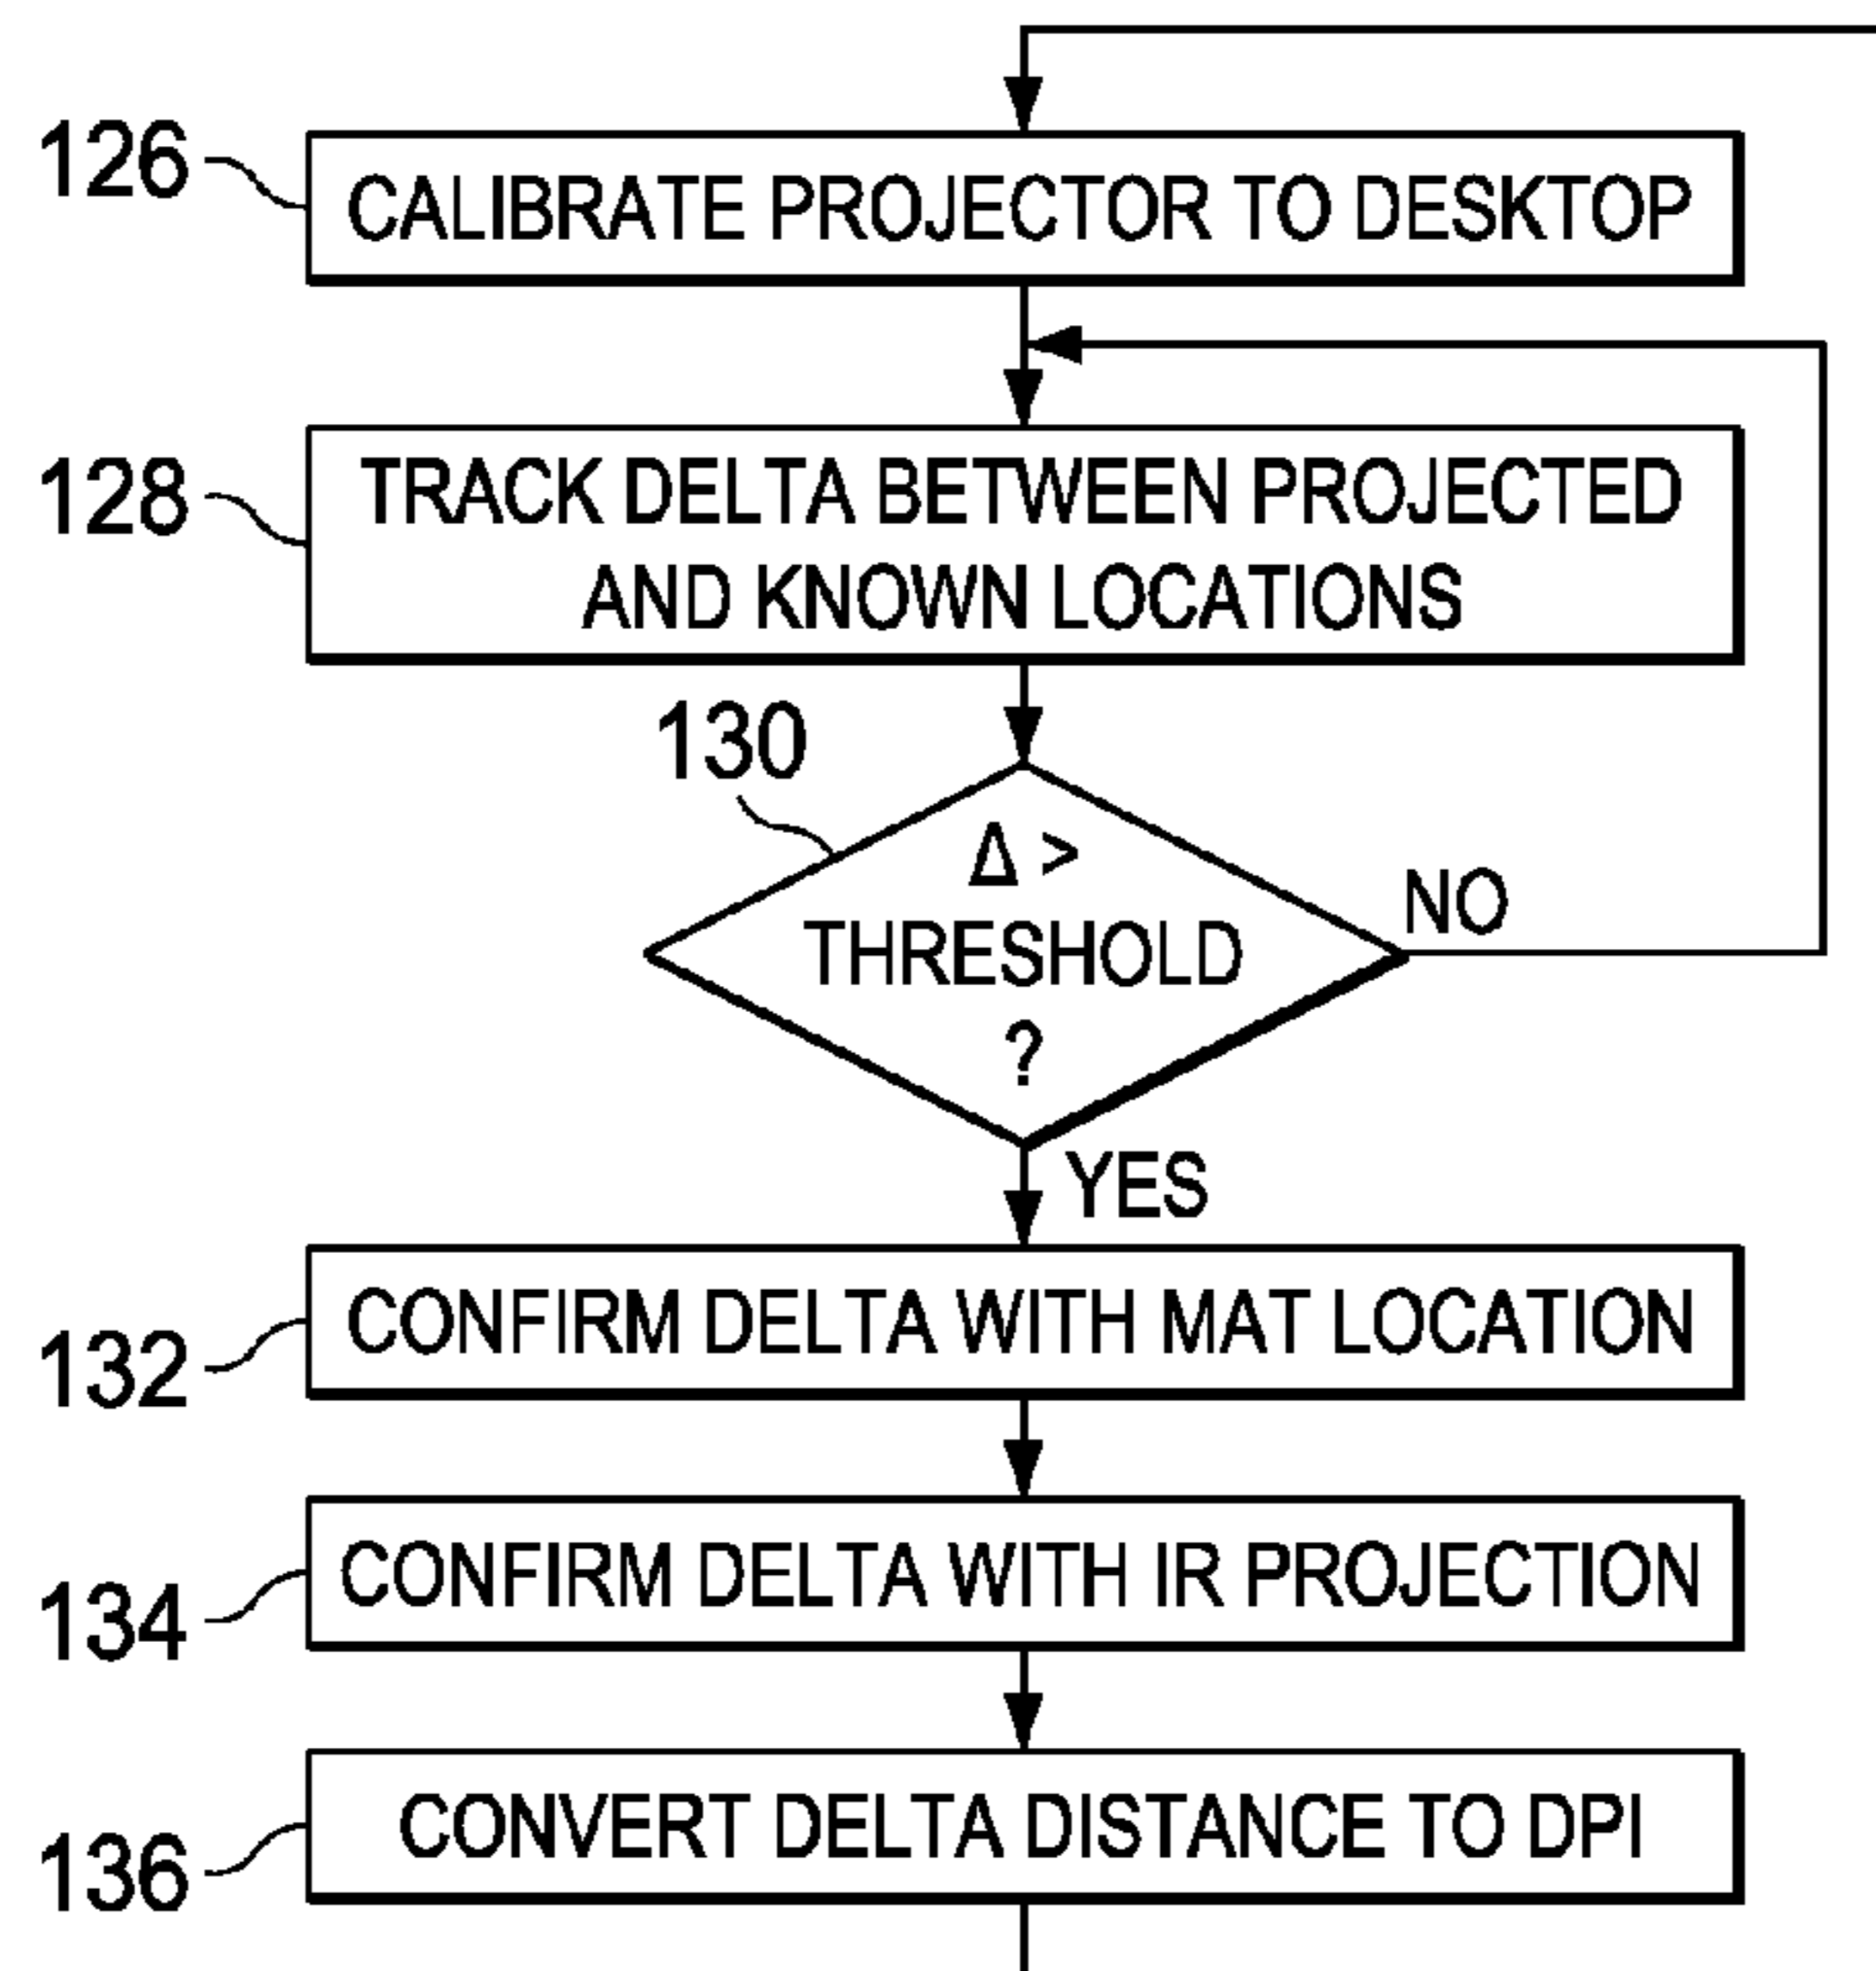 126
CALIBRATE PROJECTOR TO DESKTOP
128
TRACK DELTA BETWEEN PROJECTED
AND KNOWN LOCATIONS
130
Δ >
THRESHOLD
?
NO
YES
132
CONFIRM DELTA WITH MAT LOCATION
134
CONFIRM DELTA WITH IR PROJECTION
136
CONVERT DELTA DISTANCE TO DPI